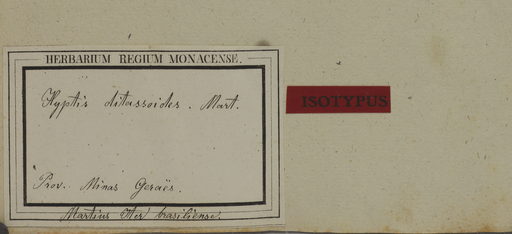 HERBARIUM REGIUM MONACENSE.
Hyptis ditassoides. Mart.
ISOTYPUS
Prov. Minas Geraës.
Martius Iter brasiliense.